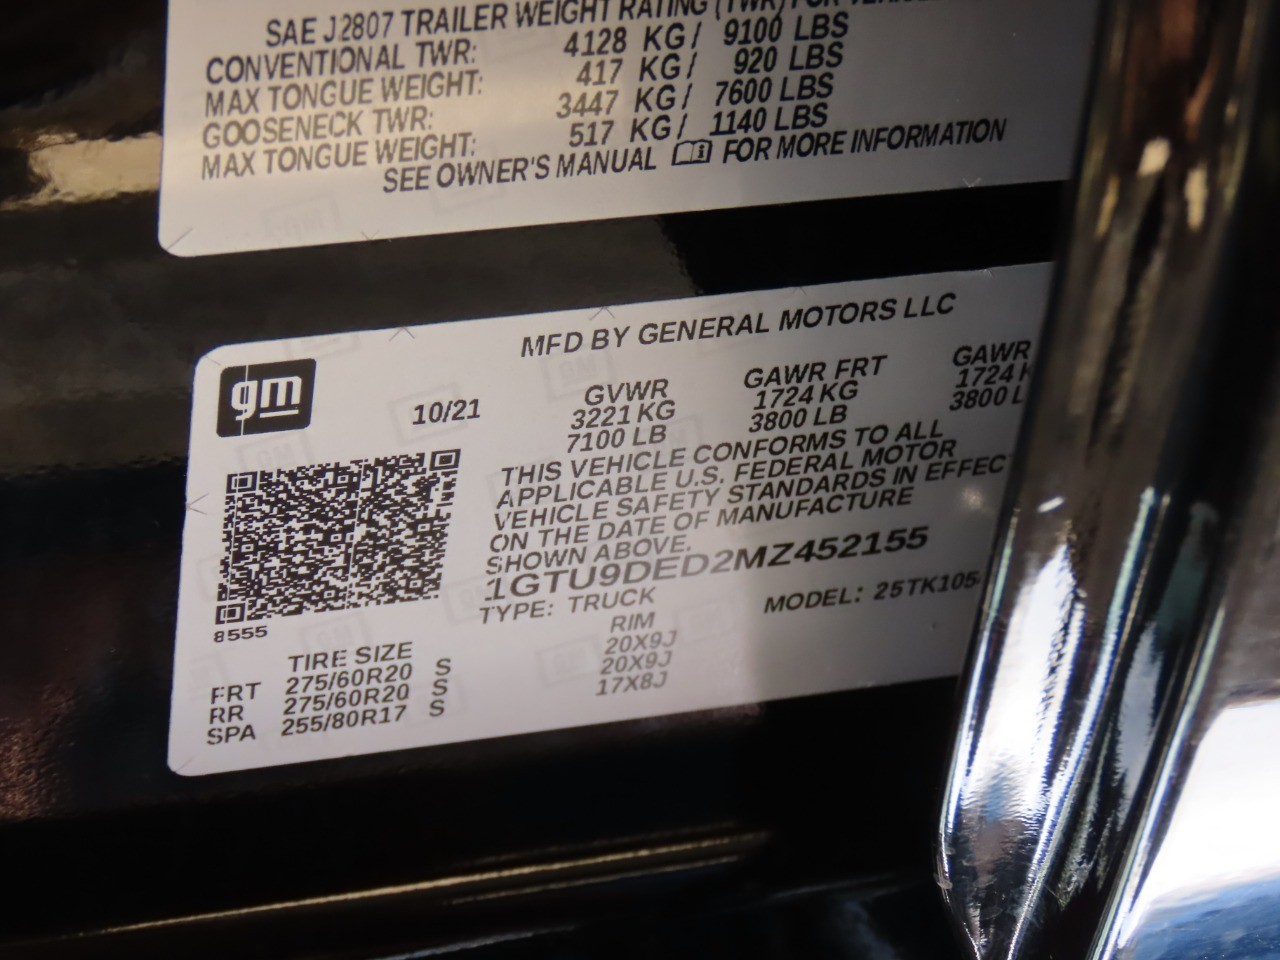 SAE J2807 TRAILER WEIGHT RATING (TWR) FOR
CONVENTIONAL TWR: 4128 KG/ 9100 LBS
MAX TONGUE WEIGHT: 417 KG/ 920 LBS
GOOSENECK TWR: 3447 KG/ 7600 LBS
MAX TONGUE WEIGHT: 517 KG/ 1140 LBS
SEE OWNER'S MANUAL FOR MORE INFORMATION
MFD BY GENERAL MOTORS LLC
gm
10/21
GVWR GAWR FRT GAWR
3221 KG 1724 KG 1724 K
7100 LB 3800 LB 3800 L
THIS VEHICLE CONFORMS TO ALL
APPLICABLE U.S. FEDERAL MOTOR
VEHICLE SAFETY STANDARDS IN EFFECT
ON THE DATE OF MANUFACTURE
SHOWN ABOVE.
1GTU9DED2MZ452155
TYPE: TRUCK MODEL: 25TK105
8555
TIRE SIZE RIM
FRT 275/60R20 S 20X9J
RR 275/60R20 S 20X9J
SPA 255/80R17 S 17X8J